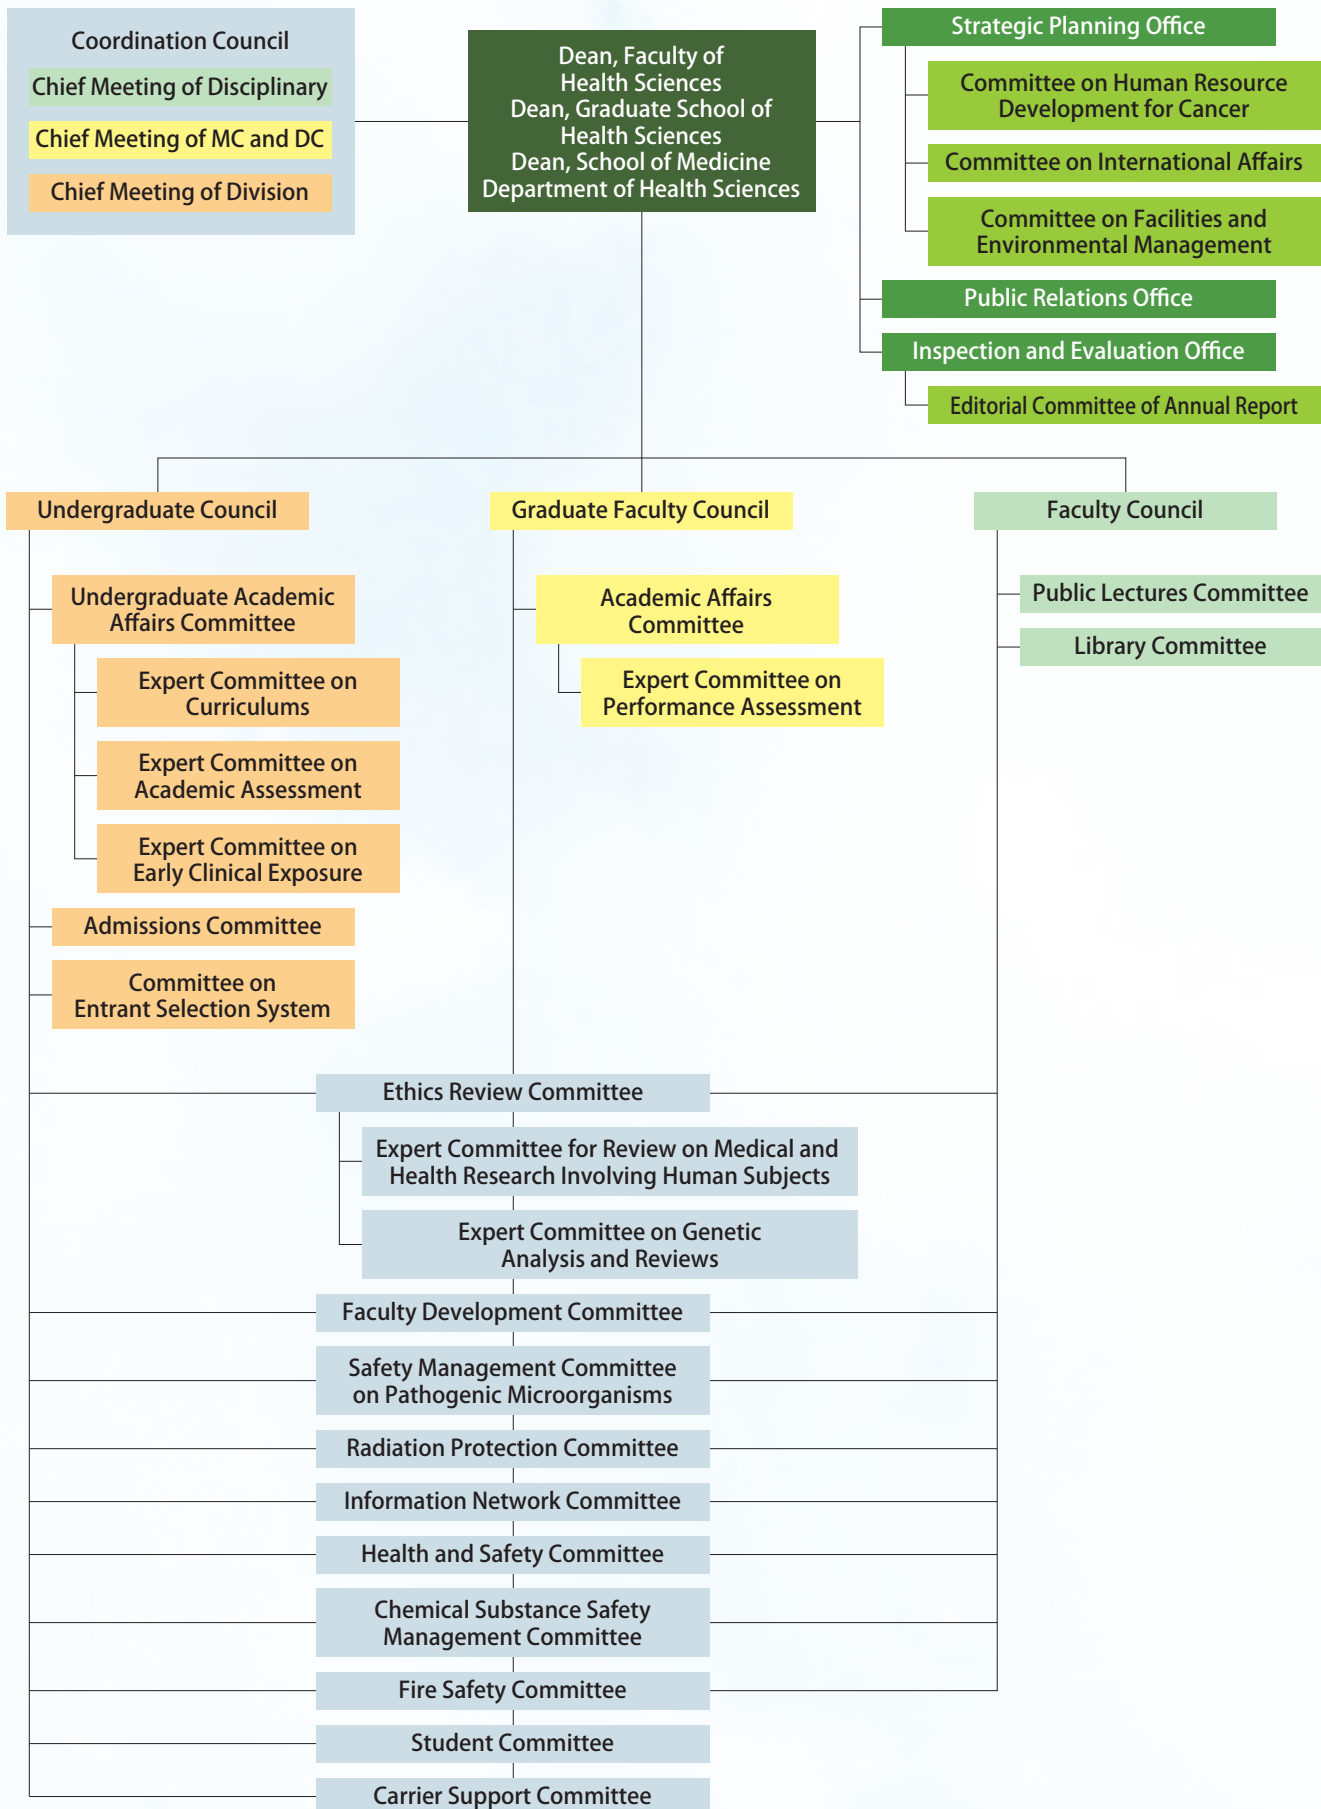 Coordination Council
Chief Meeting of Disciplinary
Chief Meeting of MC and DC
Chief Meeting of Division
Dean, Faculty of
Health Sciences
Dean, Graduate School of
Health Sciences
Dean, School of Medicine
Department of Health Sciences
Strategic Planning Office
Committee on Human Resource
Development for Cancer
Committee on International Affairs
Committee on Facilities and
Environmental Management
Public Relations Office
Inspection and Evaluation Office
Editorial Committee of Annual Report
Undergraduate Council
Undergraduate Academic
Affairs Committee
Expert Committee on
Curriculums
Expert Committee on
Academic Assessment
Expert Committee on
Early Clinical Exposure
Admissions Committee
Committee on
Entrant Selection System
Graduate Faculty Council
Academic Affairs
Committee
Expert Committee on
Performance Assessment
Faculty Council
Public Lectures Committee
Library Committee
Ethics Review Committee
Expert Committee for Review on Medical and
Health Research Involving Human Subjects
Expert Committee on Genetic
Analysis and Reviews
Faculty Development Committee
Safety Management Committee
on Pathogenic Microorganisms
Radiation Protection Committee
Information Network Committee
Health and Safety Committee
Chemical Substance Safety
Management Committee
Fire Safety Committee
Student Committee
Carrier Support Committee